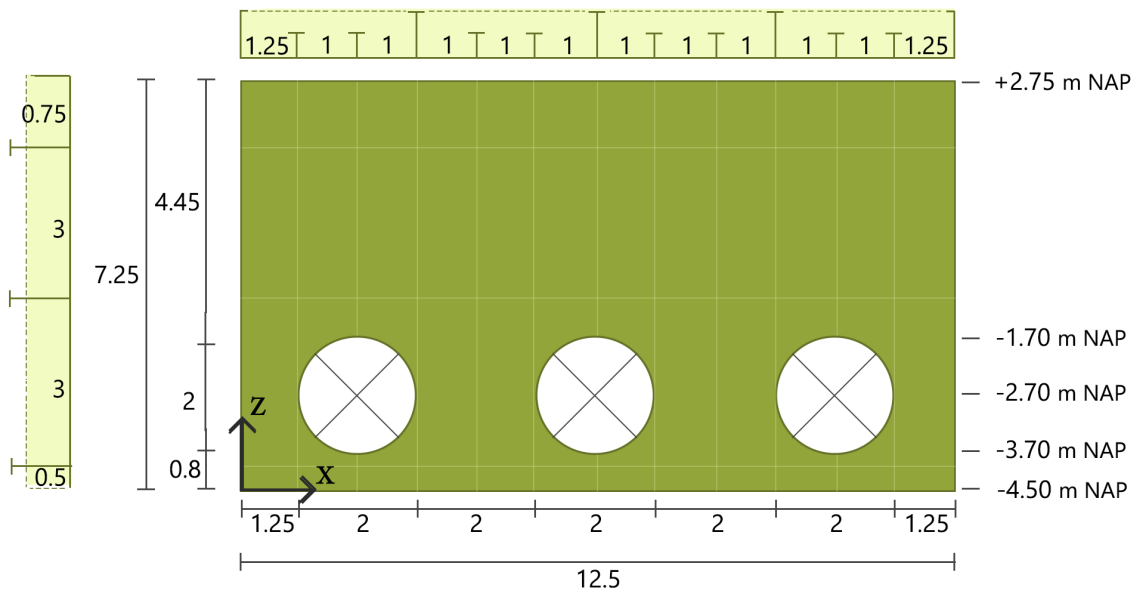 1.25 1 1 1 1 1 1 1 1 1 1 1.25
+2.75 m NAP
0.75
4.45
3
7.25
-1.70 m NAP
3
2
-2.70 m NAP
z
-3.70 m NAP
0.8
x
0.5
-4.50 m NAP
1.25 2 2 2 2 2 1.25
12.5